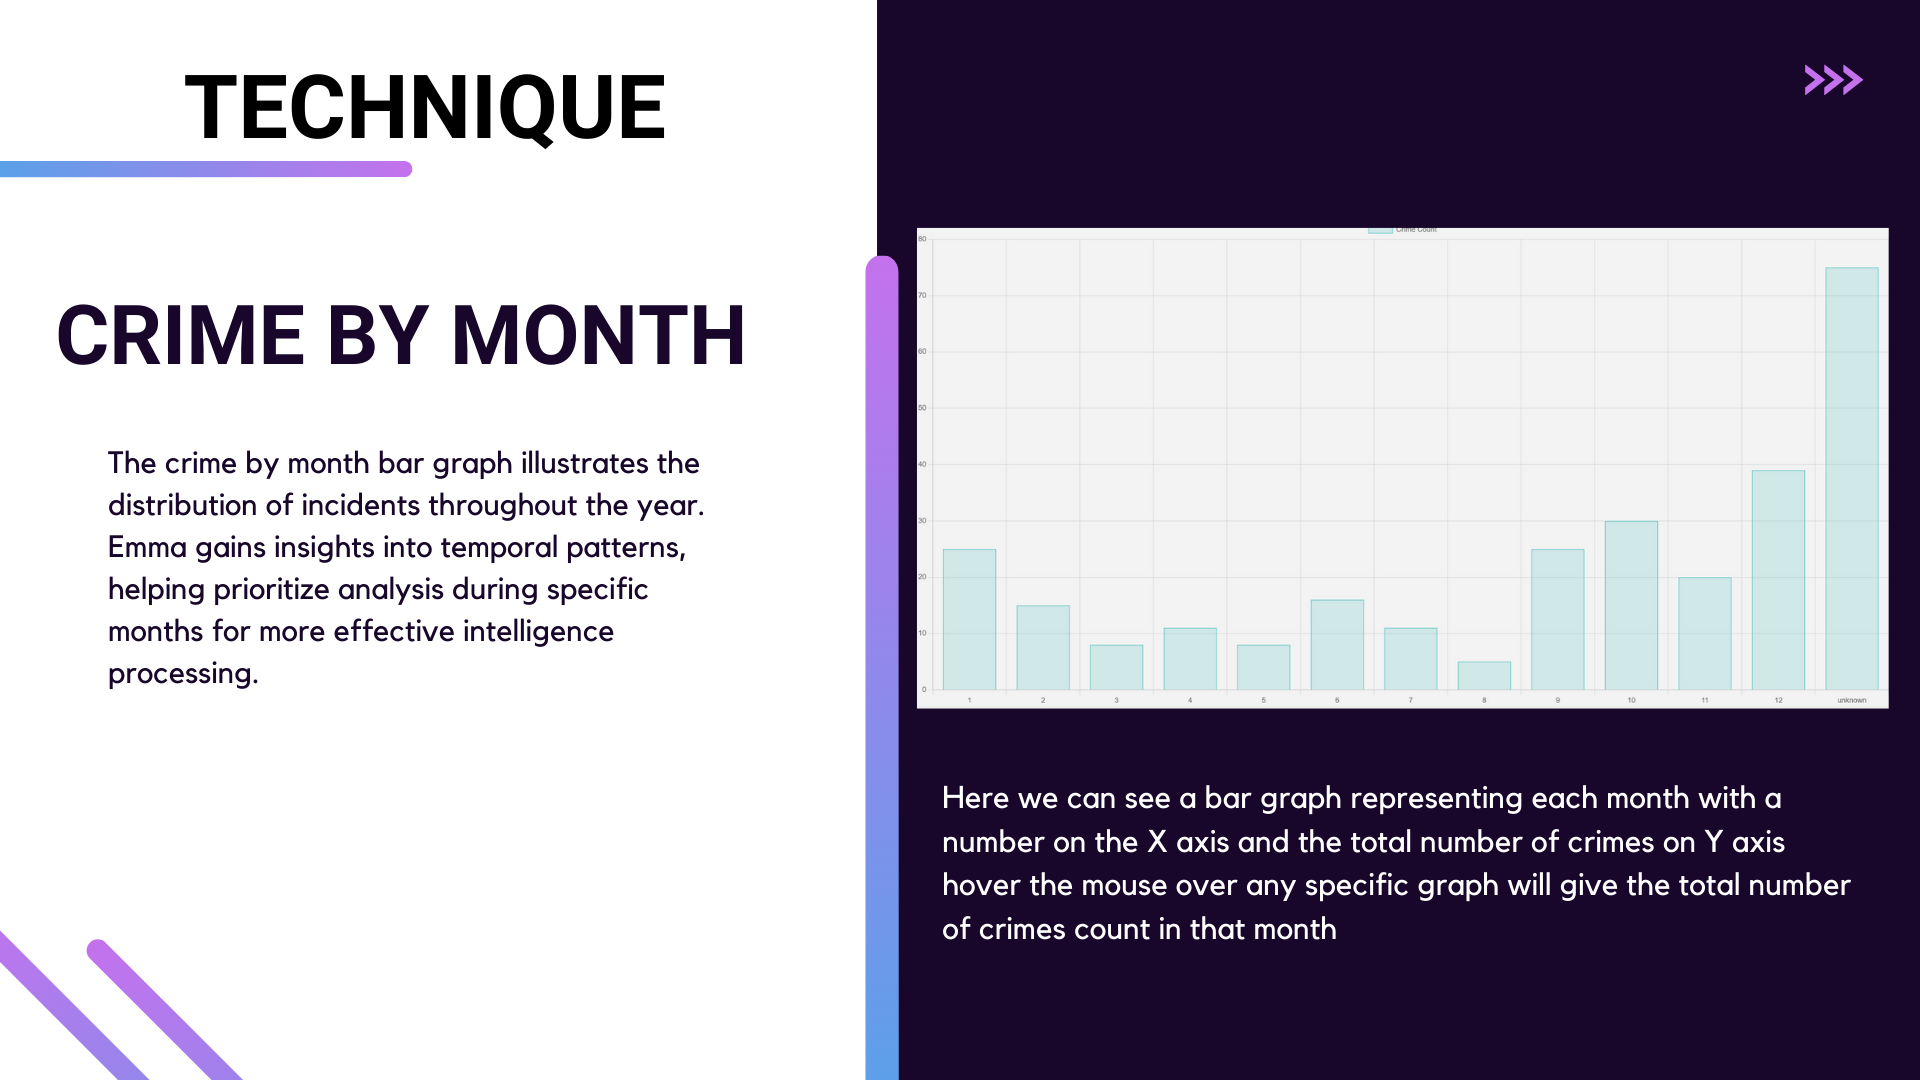 TECHNIQUE
CRIME BY MONTH
The crime by month bar graph illustrates the
distribution of incidents throughout the year.
Emma gains insights into temporal patterns,
helping prioritize analysis during specific
months for more effective intelligence
processing.
Crime Count
80
70
60
50
40
30
20
10
0
1 2 3 4 5 6 7 8 9 10 11 12 unknown
Here we can see a bar graph representing each month with a
number on the X axis and the total number of crimes on Y axis
hover the mouse over any specific graph will give the total number
of crimes count in that month